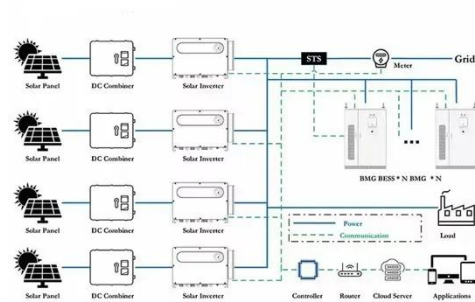 STS
Meter
Grid
Solar Panel DC Combiner Solar Inverter
Solar Panel DC Combiner Solar Inverter
BMG BESS * N BMG * N
Solar Panel DC Combiner Solar Inverter
Power
Communication
Loud
Solar Panel DC Combiner Solar Inverter Controller Router Cloud Server Applications